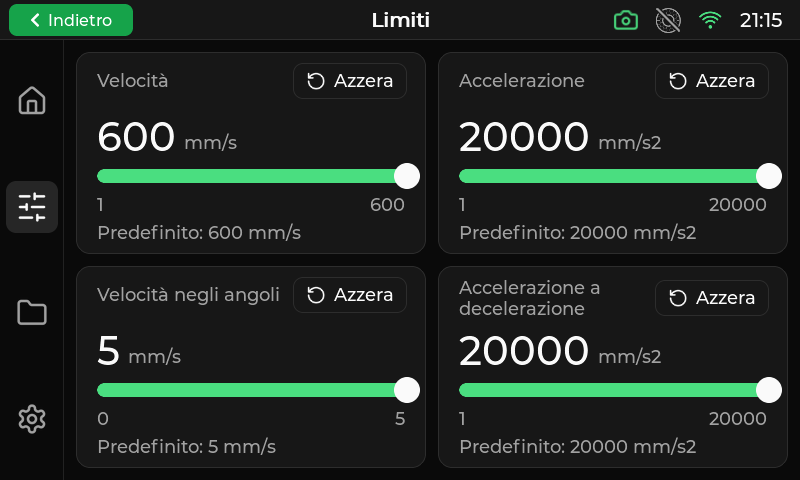 Indietro
Limiti
21:15
Velocità
Azzera
600 mm/s
1
600
Predefinito: 600 mm/s
Accelerazione
Azzera
20000 mm/s2
1
20000
Predefinito: 20000 mm/s2
Velocità negli angoli
Azzera
5 mm/s
0
5
Predefinito: 5 mm/s
Accelerazione a
decelerazione
Azzera
20000 mm/s2
1
20000
Predefinito: 20000 mm/s2